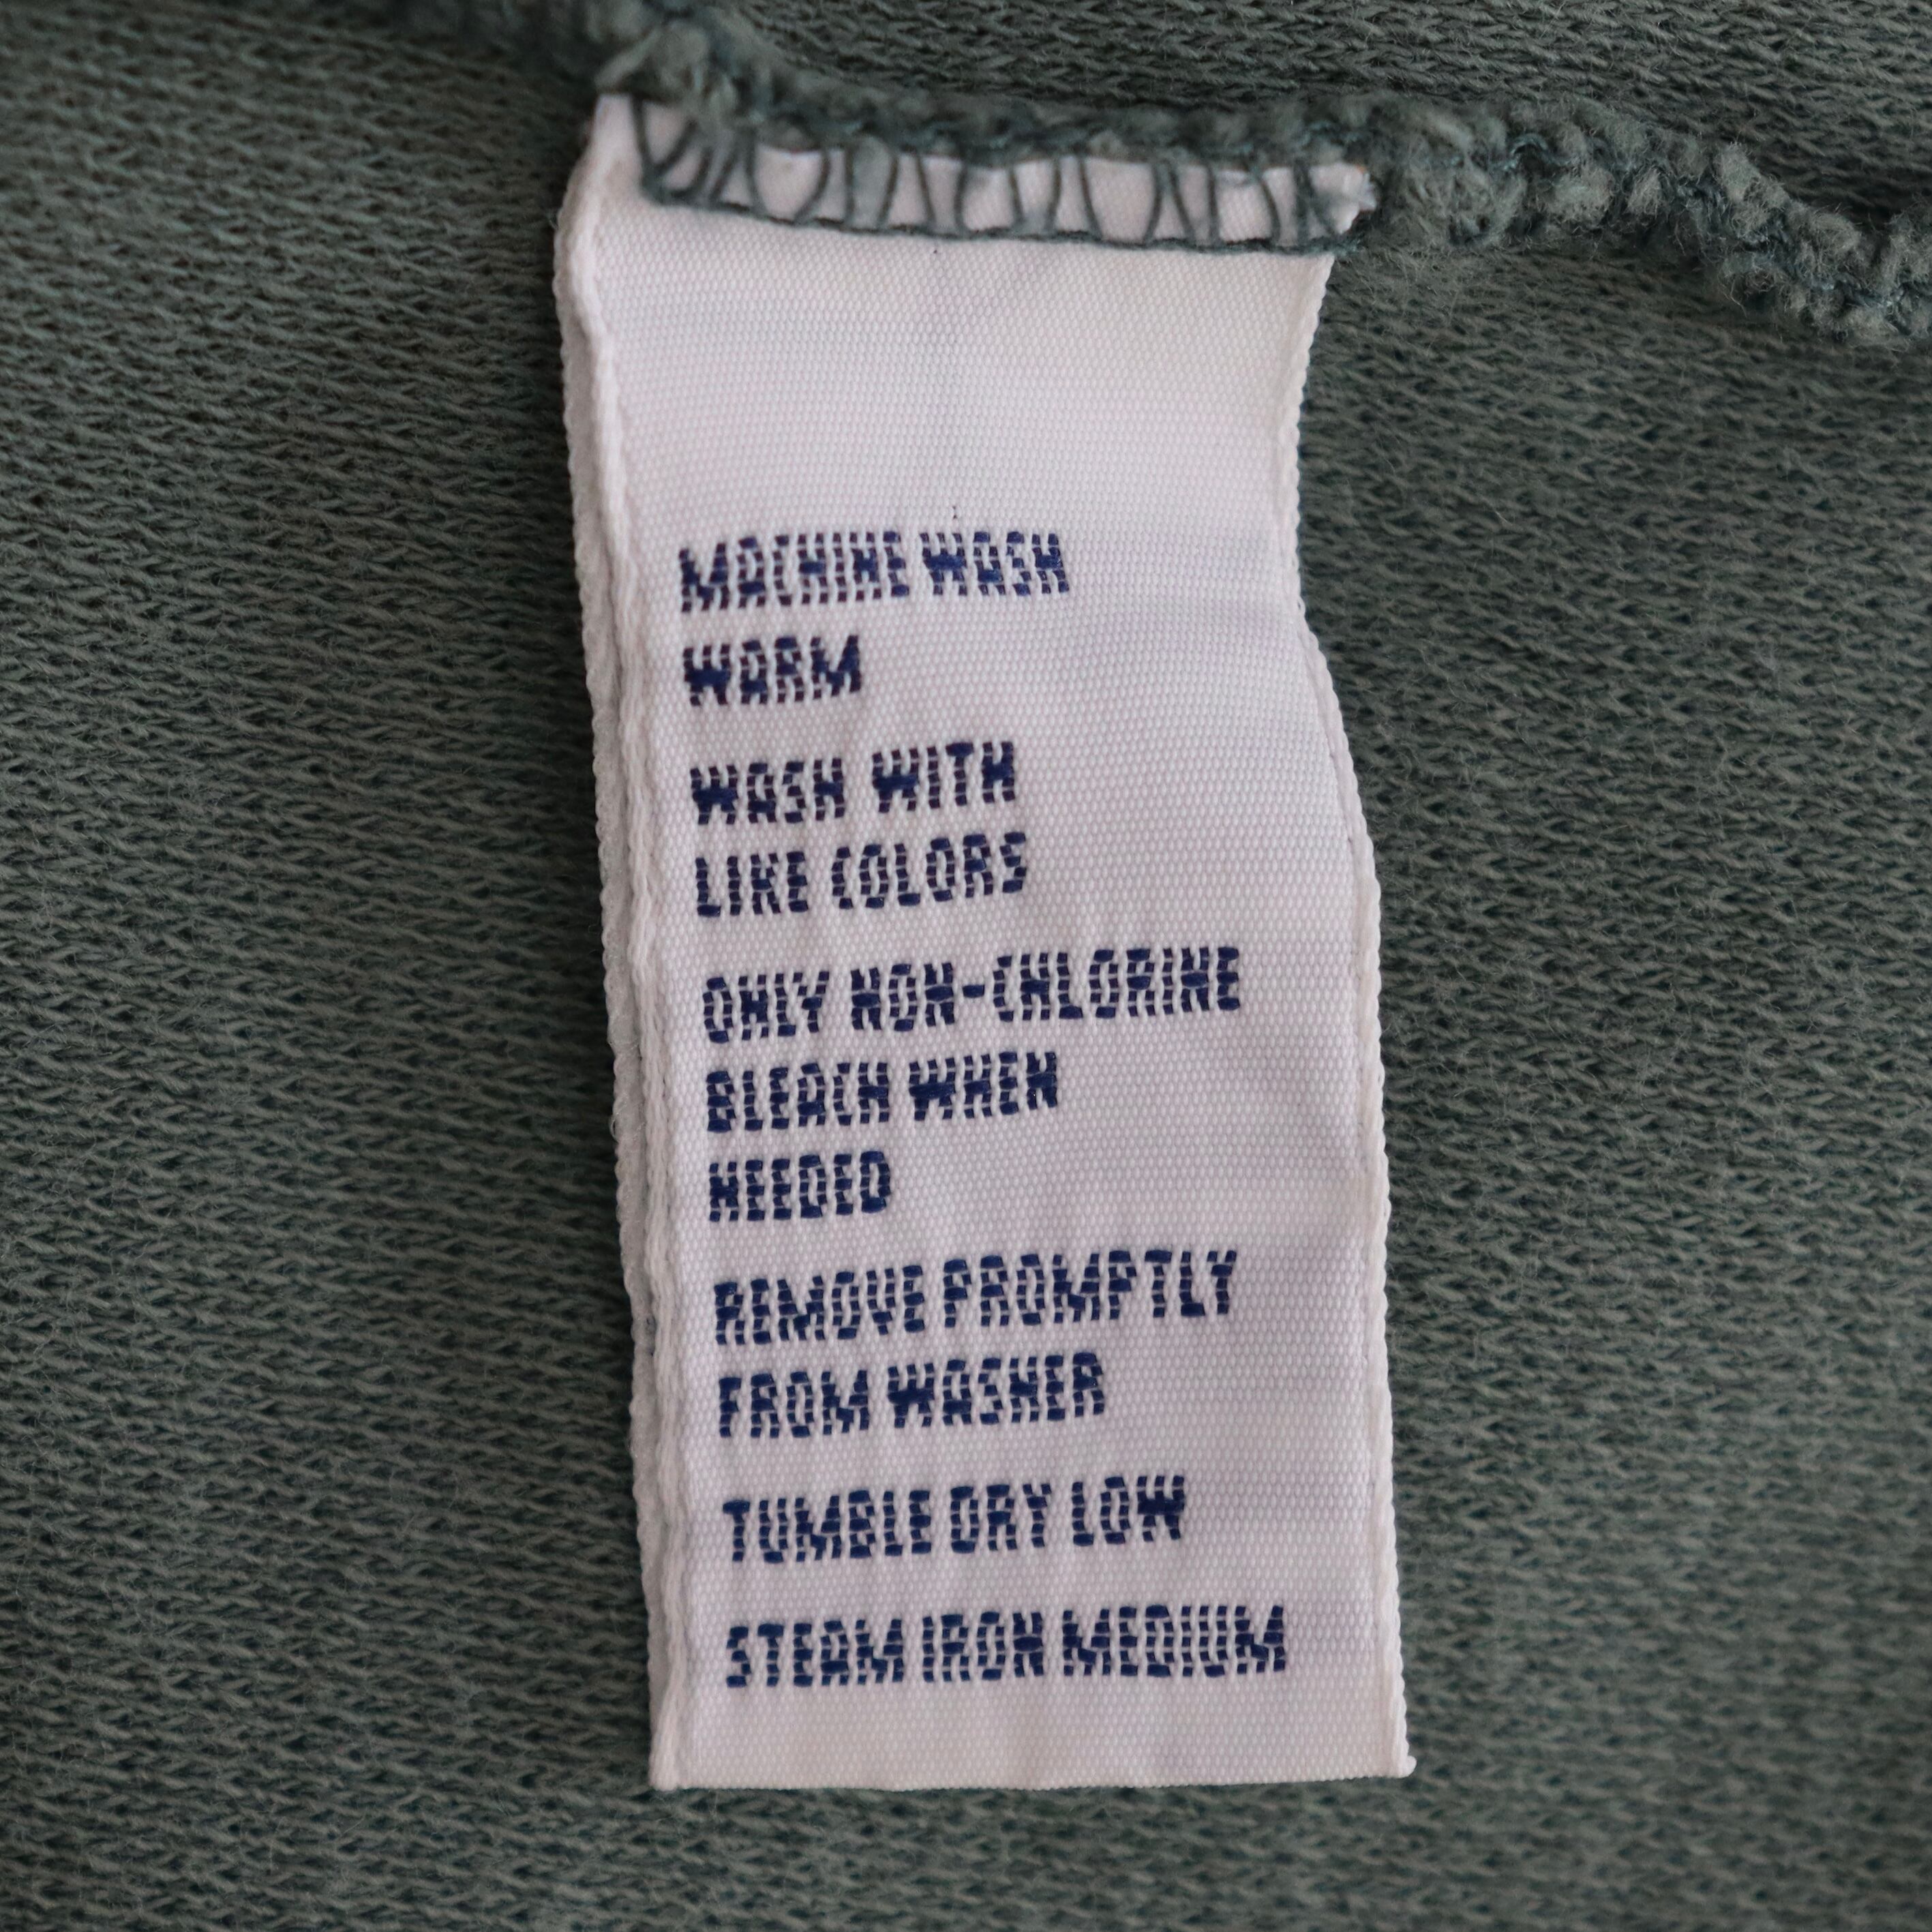 MACHINE WASH
WARM
WASH WITH
LIKE COLORS
ONLY NON-CHLORINE
BLEACH WHEN
NEEDED
REMOVE PROMPTLY
FROM WASHER
TUMBLE DRY LOW
STEAM IRON MEDIUM